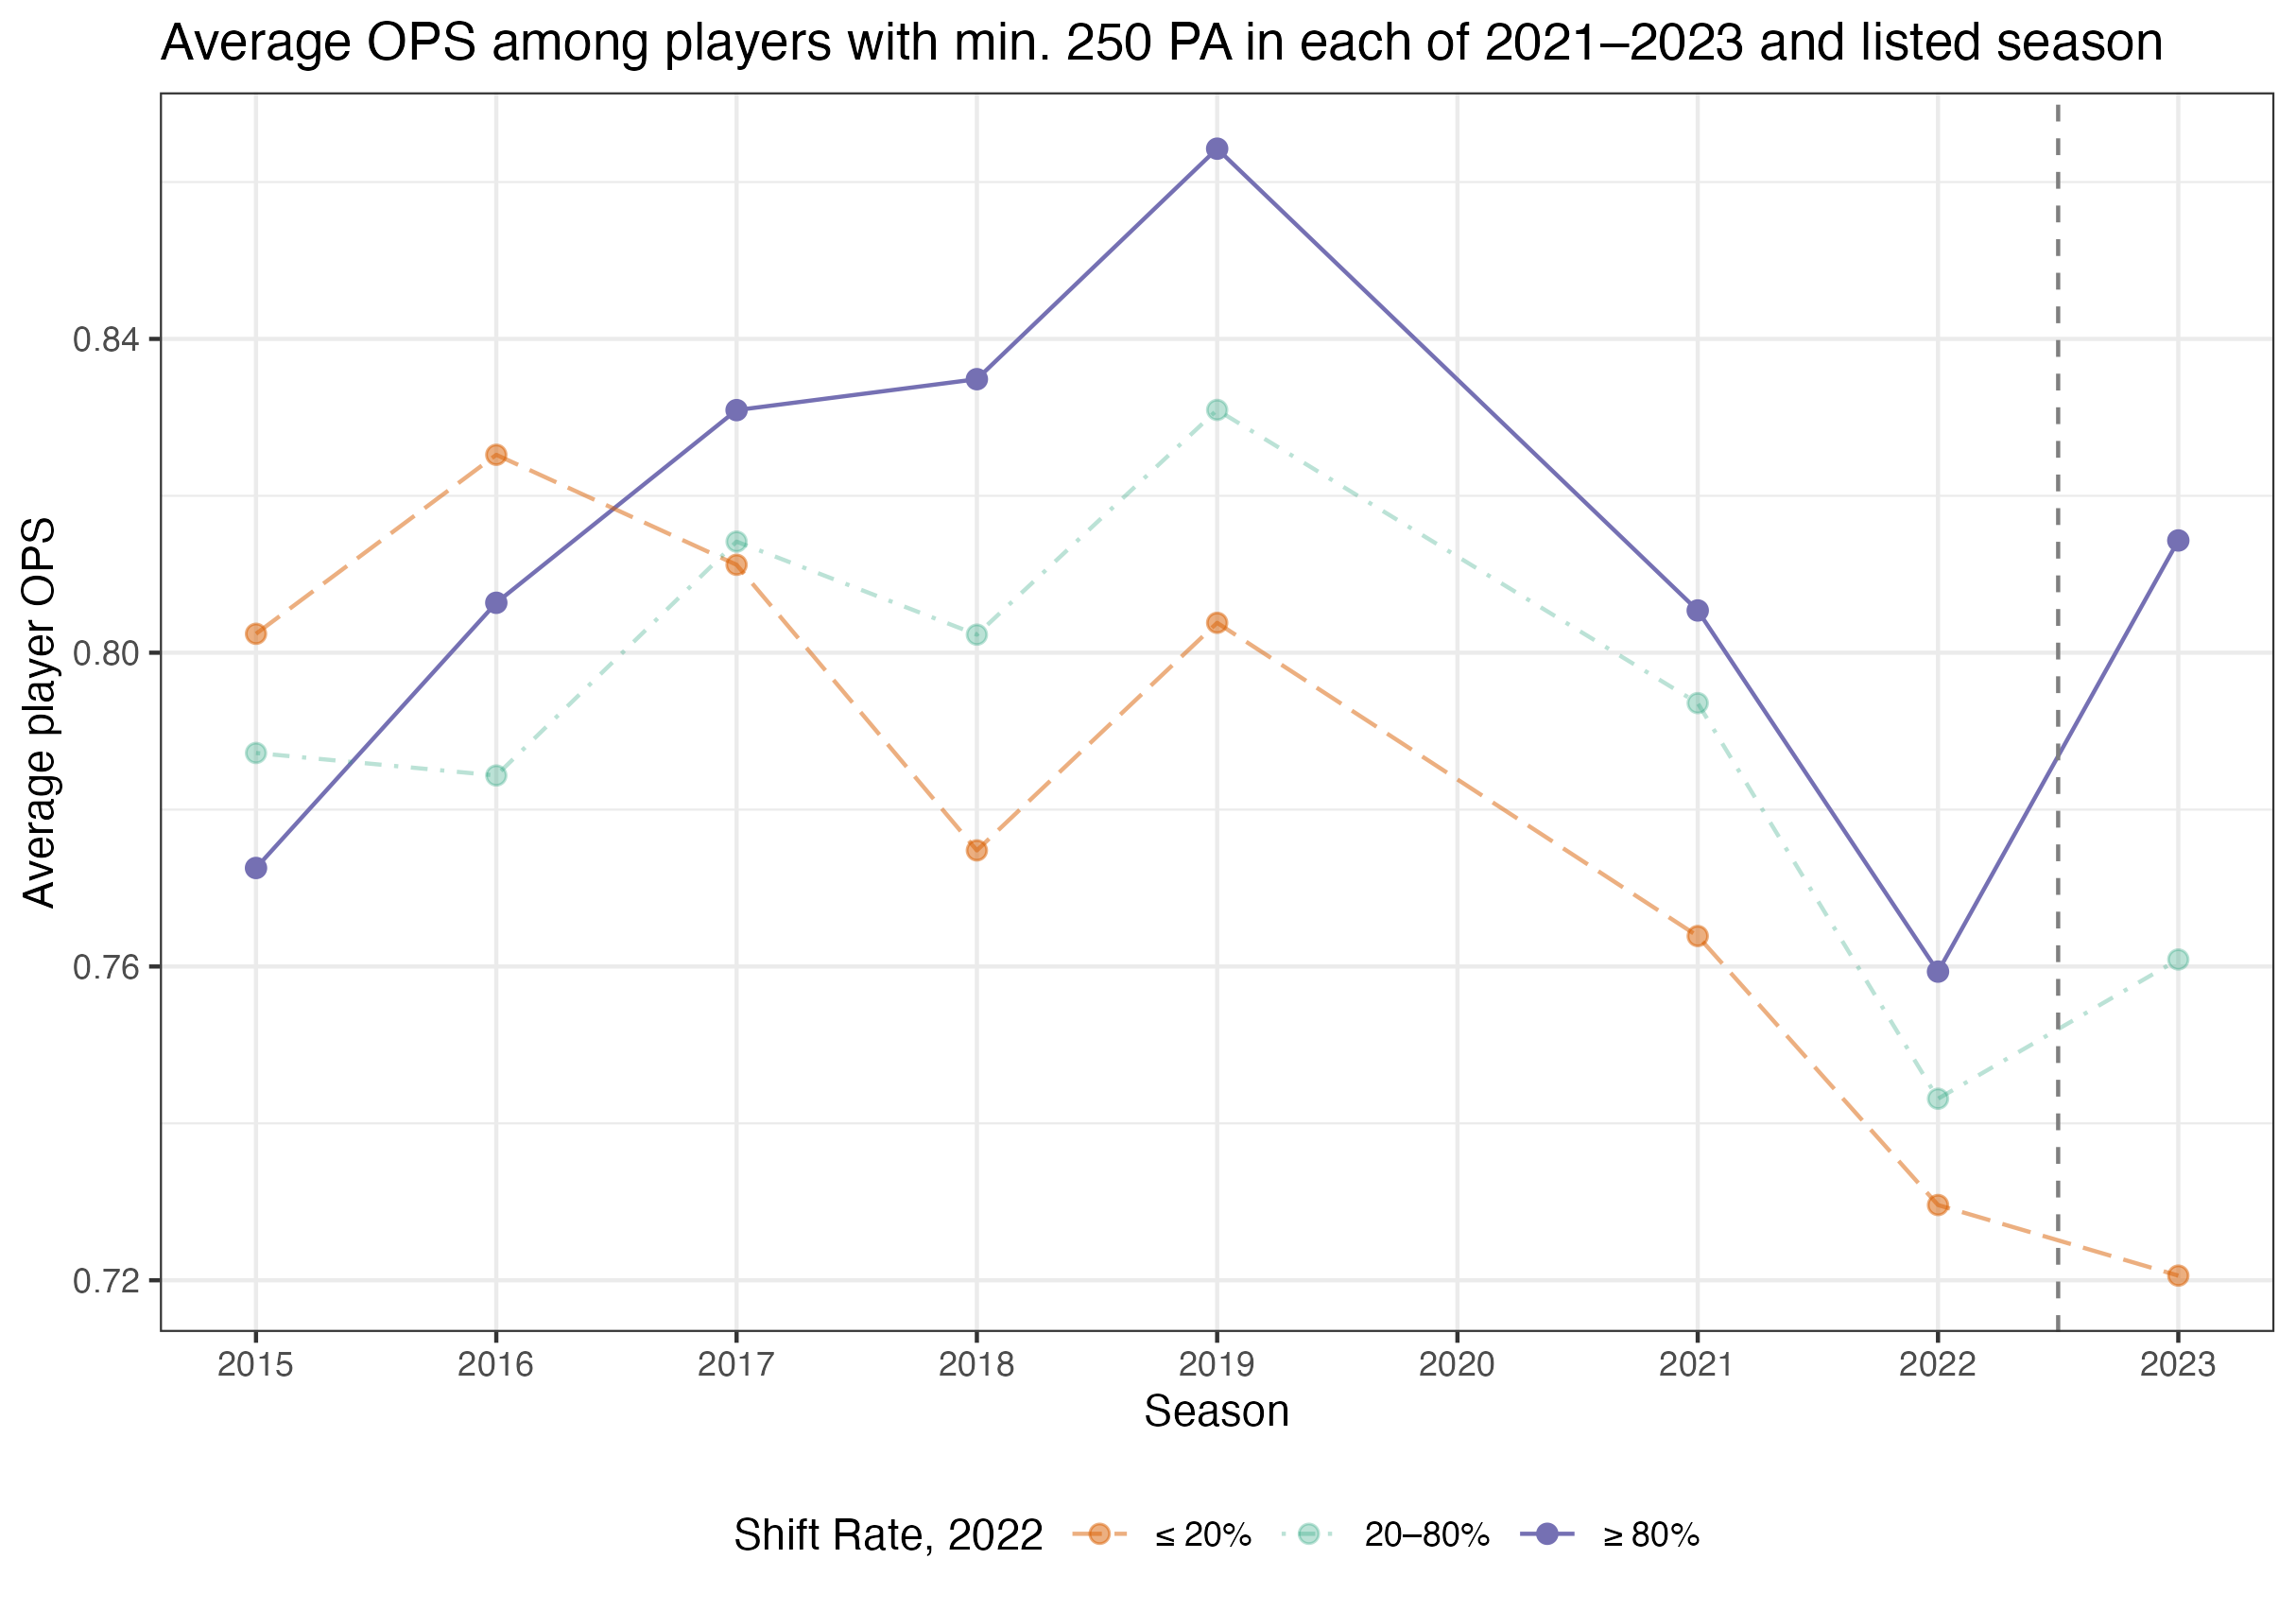 Average OPS among players with min. 250 PA in each of 2021–2023 and listed season
Average player OPS
0.84
0.80
0.76
0.72
2015 2016 2017 2018 2019 2020 2021 2022 2023
Season
Shift Rate, 2022 ≤ 20% 20–80% ≥ 80%